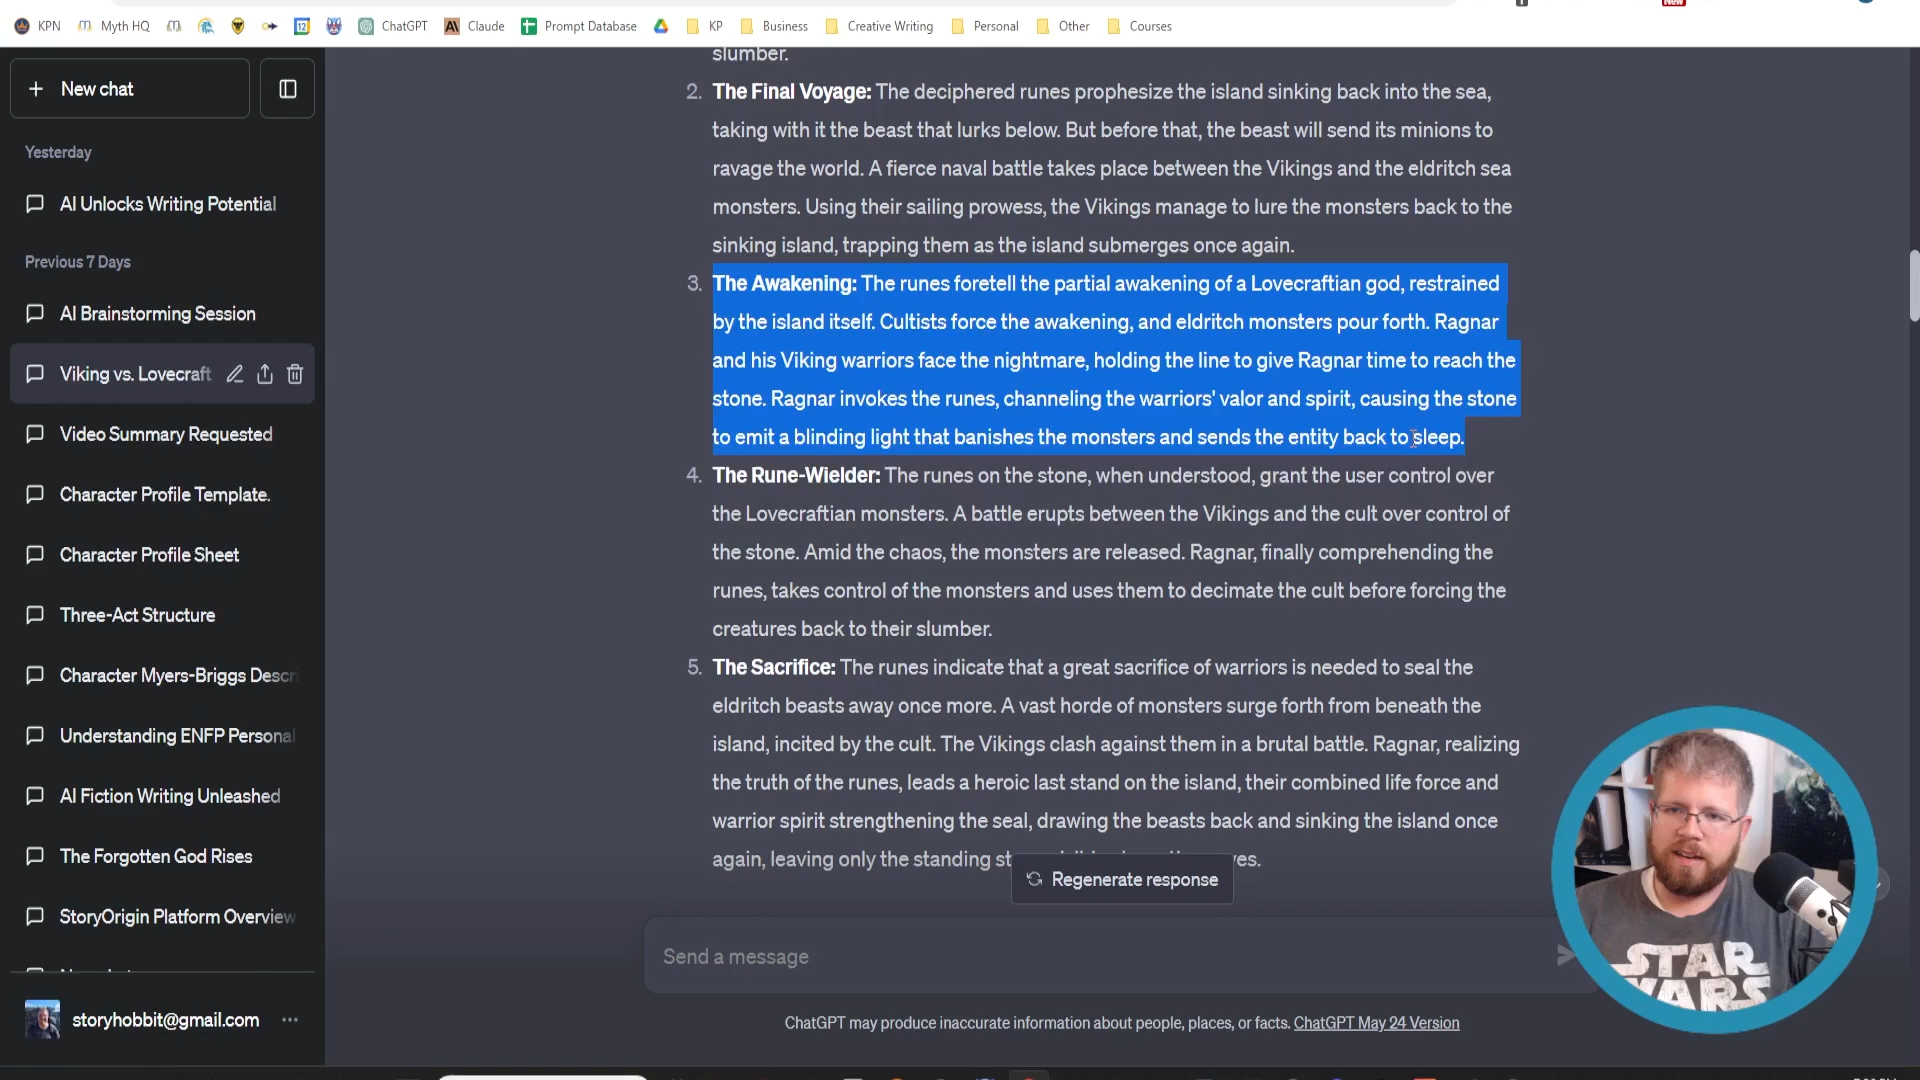 KPN
Myth HQ
ChatGPT
Claude
Prompt Database
KP
Business
Creative Writing
Personal
Other
Courses
New
12
New chat
Yesterday
AI Unlocks Writing Potential
Previous 7 Days
AI Brainstorming Session
Viking vs. Lovecraft
Video Summary Requested
Character Profile Template.
Character Profile Sheet
Three-Act Structure
Character Myers-Briggs Descri
Understanding ENFP Personal
AI Fiction Writing Unleashed
The Forgotten God Rises
StoryOrigin Platform Overview
storyhobbit@gmail.com
slumber.
2. The Final Voyage: The deciphered runes prophesize the island sinking back into the sea,
taking with it the beast that lurks below. But before that, the beast will send its minions to
ravage the world. A fierce naval battle takes place between the Vikings and the eldritch sea
monsters. Using their sailing prowess, the Vikings manage to lure the monsters back to the
sinking island, trapping them as the island submerges once again.
3. The Awakening: The runes foretell the partial awakening of a Lovecraftian god, restrained
by the island itself. Cultists force the awakening, and eldritch monsters pour forth. Ragnar
and his Viking warriors face the nightmare, holding the line to give Ragnar time to reach the
stone. Ragnar invokes the runes, channeling the warriors' valor and spirit, causing the stone
to emit a blinding light that banishes the monsters and sends the entity back to sleep.
4. The Rune-Wielder: The runes on the stone, when understood, grant the user control over
the Lovecraftian monsters. A battle erupts between the Vikings and the cult over control of
the stone. Amid the chaos, the monsters are released. Ragnar, finally comprehending the
runes, takes control of the monsters and uses them to decimate the cult before forcing the
creatures back to their slumber.
5. The Sacrifice: The runes indicate that a great sacrifice of warriors is needed to seal the
eldritch beasts away once more. A vast horde of monsters surge forth from beneath the
island, incited by the cult. The Vikings clash against them in a brutal battle. Ragnar, realizing
the truth of the runes, leads a heroic last stand on the island, their combined life force and
warrior spirit strengthening the seal, drawing the beasts back and sinking the island once
again, leaving only the standing
Regenerate response
Send a message
ChatGPT may produce inaccurate information about people, places, or facts. ChatGPT May 24 Version
STAR
WARS